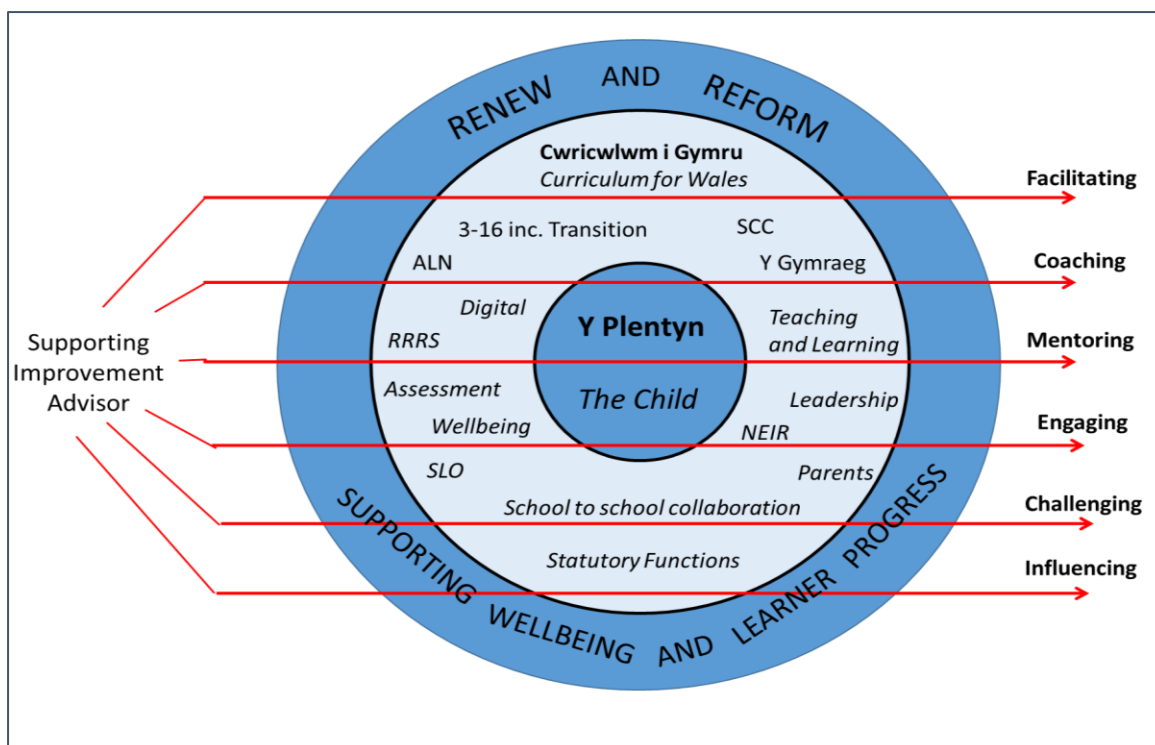 RENEW AND REFORM
Cwricwlwm i Gymru
Curriculum for Wales
Facilitating
3-16 inc. Transition
SCC
ALN
Y Gymraeg
Coaching
Digital
Y Plentyn
Teaching
and Learning
RRRS
Mentoring
Supporting
Improvement
Advisor
Assessment
The Child
Leadership
Wellbeing
NEIR
Engaging
SLO
Parents
School to school collaboration
Challenging
Statutory Functions
Influencing
SUPPORTING WELLBEING AND LEARNER PROGRESS